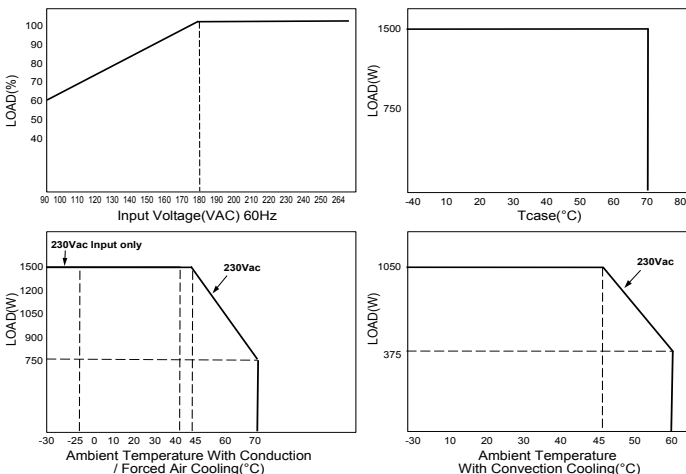 100
90
80
70
60
50
40
LOAD(%)
90 100 110 120 130 140 150 160 170 180 190 200 210 220 230 240 250 264
Input Voltage(VAC) 60Hz
1500
750
LOAD(W)
-40 10 20 30 40 50 60 70 80
Tcase(°C)
230Vac Input only
230Vac
1500
1200
1050
900
750
LOAD(W)
-30 -25 0 10 30 40 45 60 70
Ambient Temperature With Conduction
/ Forced Air Cooling(°C)
230Vac
1050
375
LOAD(W)
-30 10 20 30 40 45 50 60
Ambient Temperature
With Convection Cooling(°C)